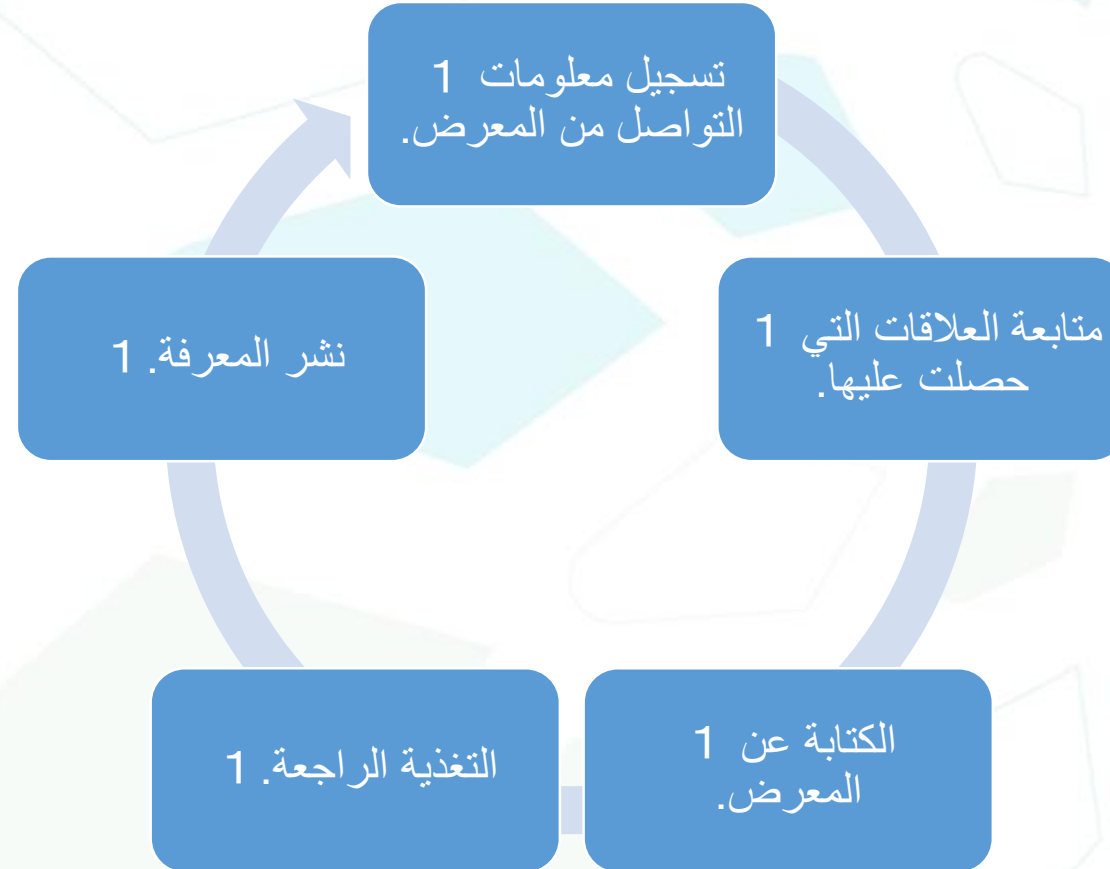 تسجيل معلومات 1
التواصل من المعرض.
متابعة العلاقات التي 1
حصلت عليها.
الكتابة عن 1
المعرض.
التغذية الراجعة. 1
نشر المعرفة. 1